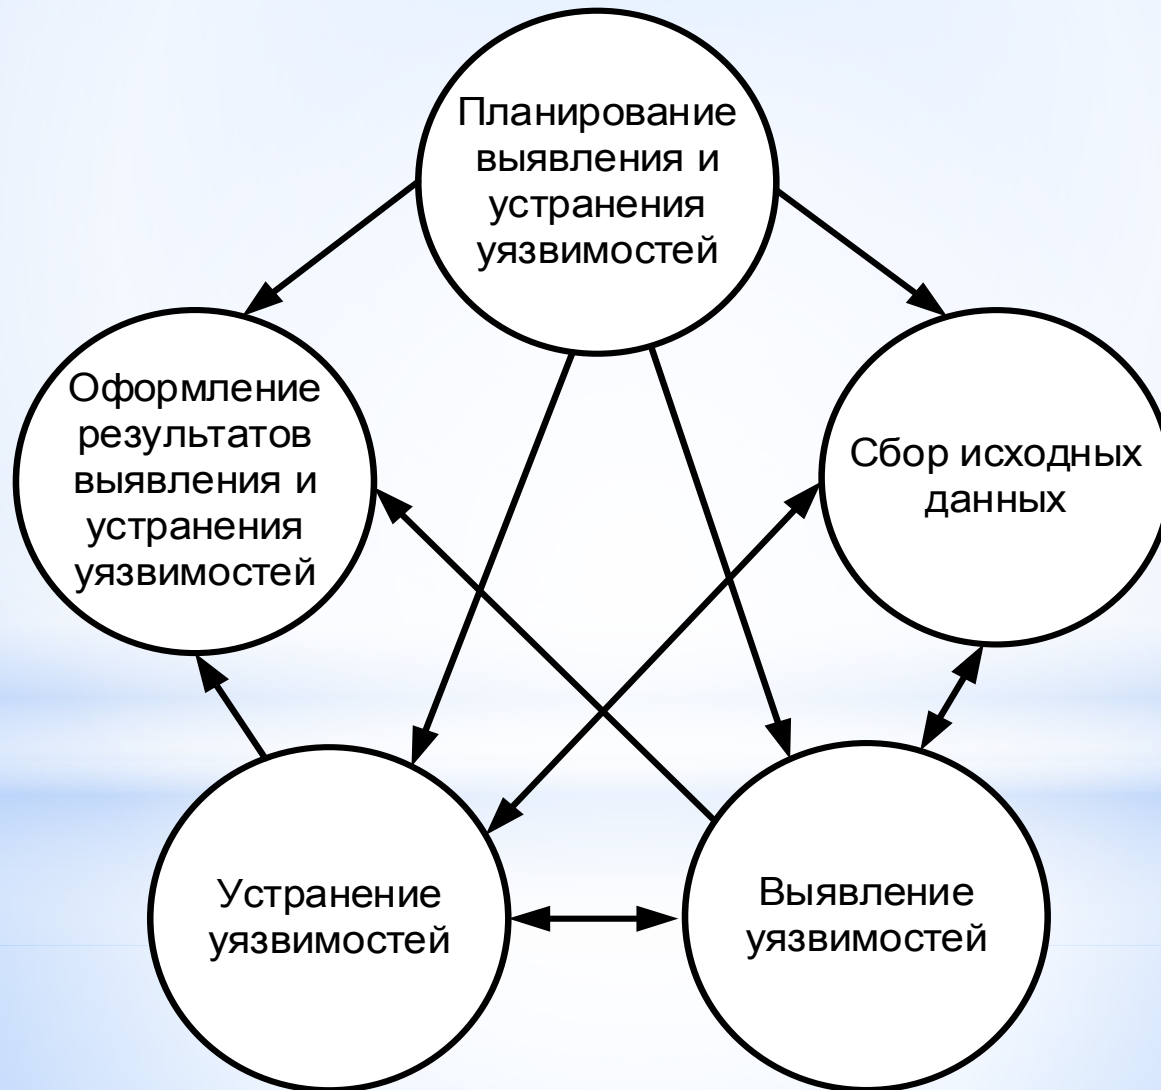 Планирование
выявления и
устранения
уязвимостей
Оформление
результатов
выявления и
устранения
уязвимостей
Сбор исходных
данных
Устранение
уязвимостей
Выявление
уязвимостей